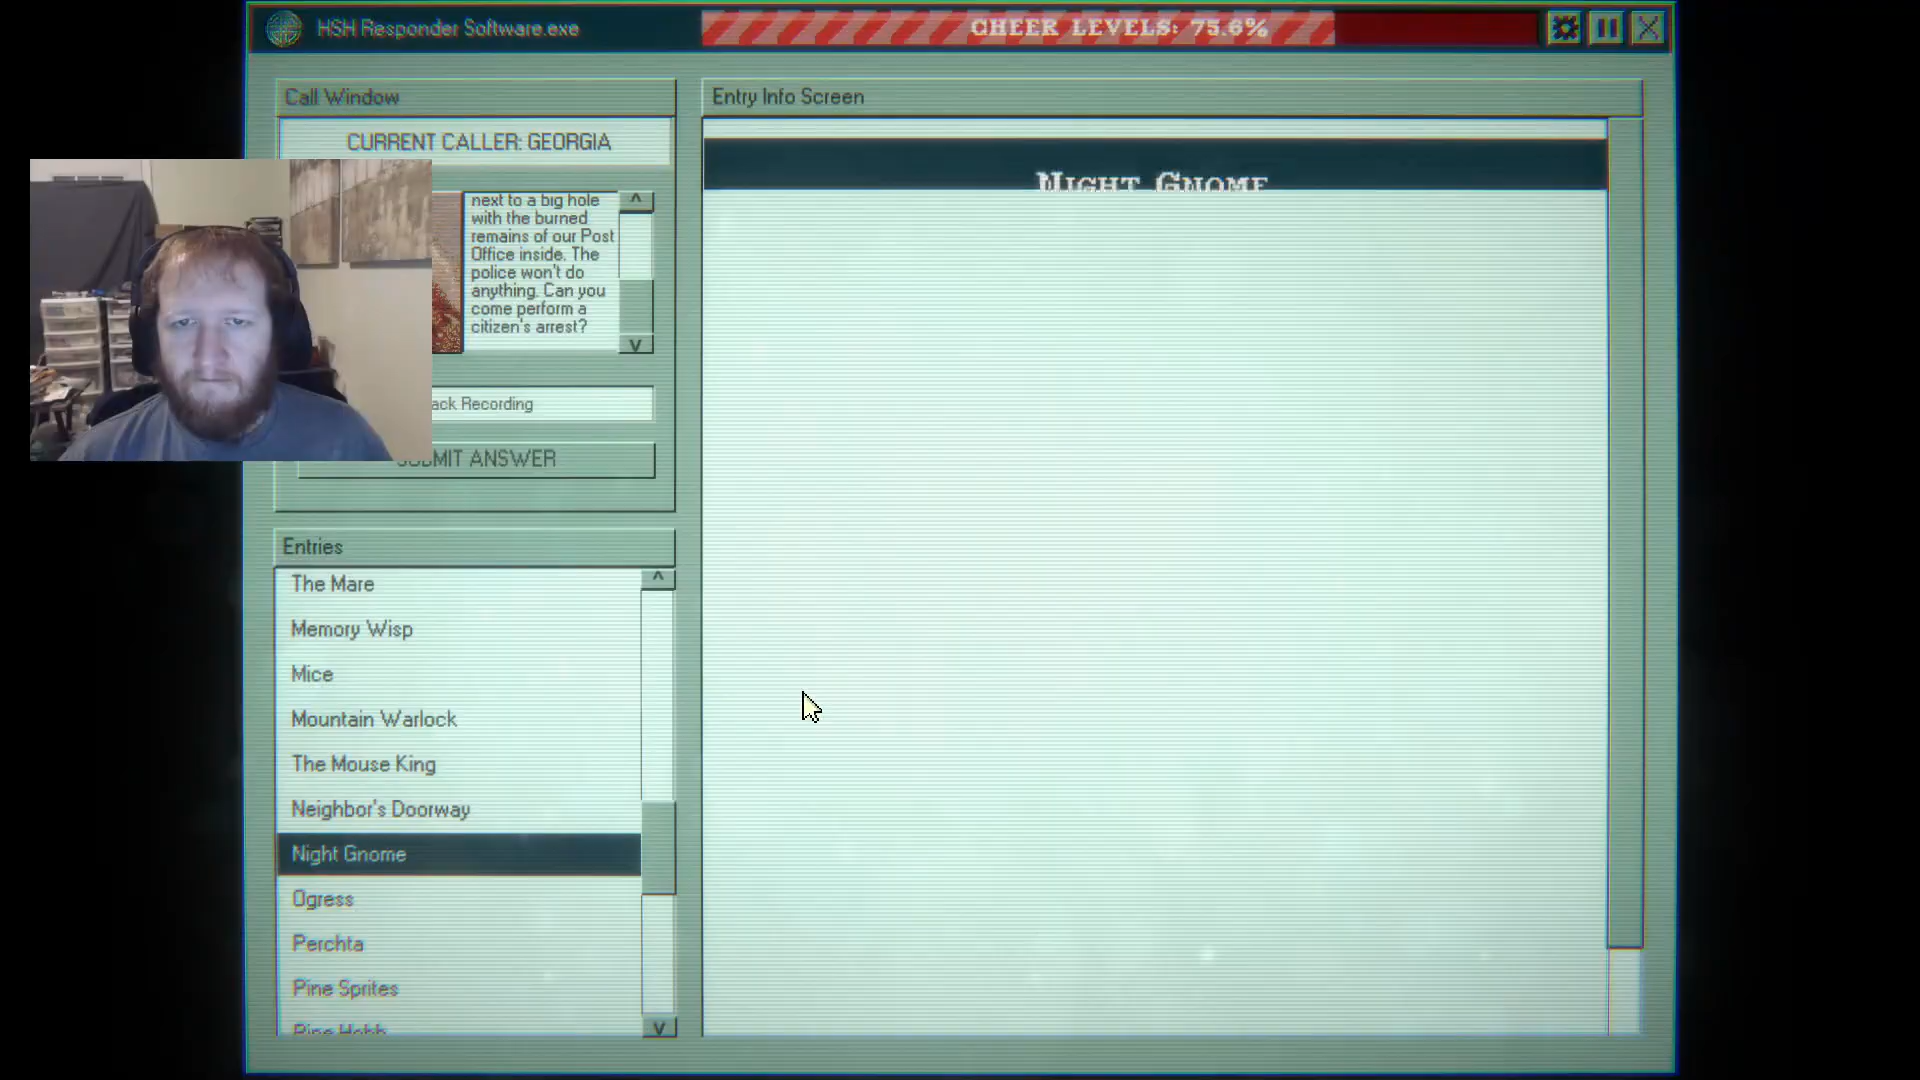 HSH Responder Software.exe
CHEER LEVELS: 75.6%
Call Window
Entry Info Screen
CURRENT CALLER: GEORGIA
NIGHT GNOME
next to a big hole
with the burned
remains of our Post
Office inside. The
police won't do
anything. Can you
come perform a
citizen's arrest?
Recording
SUBMIT ANSWER
Entries
The Mare
Memory Wisp
Mice
Mountain Warlock
The Mouse King
Neighbor's Doorway
Night Gnome
Ogress
Perchta
Pine Sprites
Pine Hobb